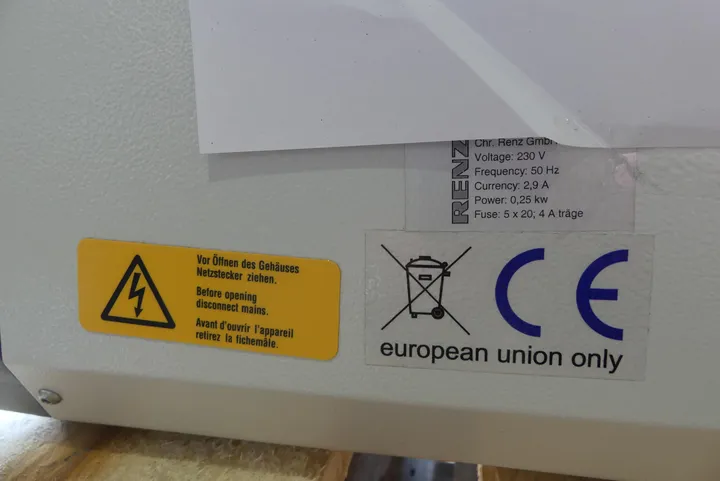 RENZ
Chr. Renz GmbH
Voltage: 230 V
Frequency: 50 Hz
Currency: 2,9 A
Power: 0,25 kw
Fuse: 5 x 20; 4 A träge
Vor Öffnen des Gehäuses
Netzstecker ziehen.
Before opening
disconnect mains.
Avant d'ouvrir l'appareil
retirez la fichemâle.
CE
european union only